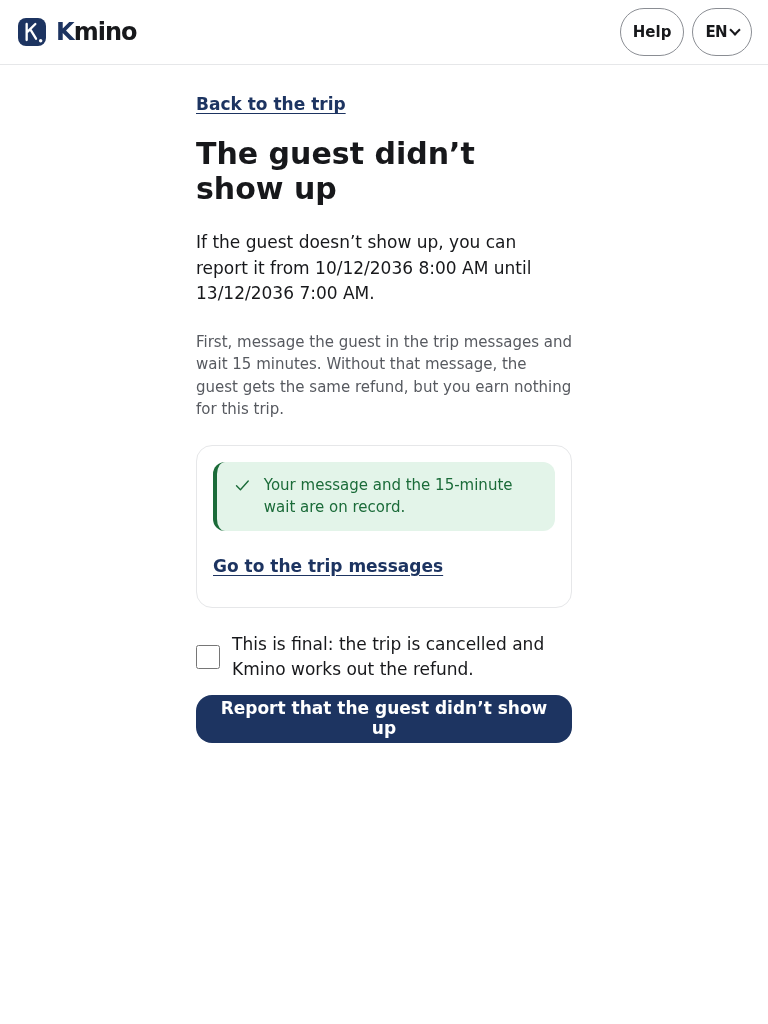 K. Kmino
Help
EN
Back to the trip
The guest didn’t
show up
If the guest doesn’t show up, you can
report it from 10/12/2036 8:00 AM until
13/12/2036 7:00 AM.
First, message the guest in the trip messages and
wait 15 minutes. Without that message, the
guest gets the same refund, but you earn nothing
for this trip.
Your message and the 15-minute
wait are on record.
Go to the trip messages
This is final: the trip is cancelled and
Kmino works out the refund.
Report that the guest didn’t show
up